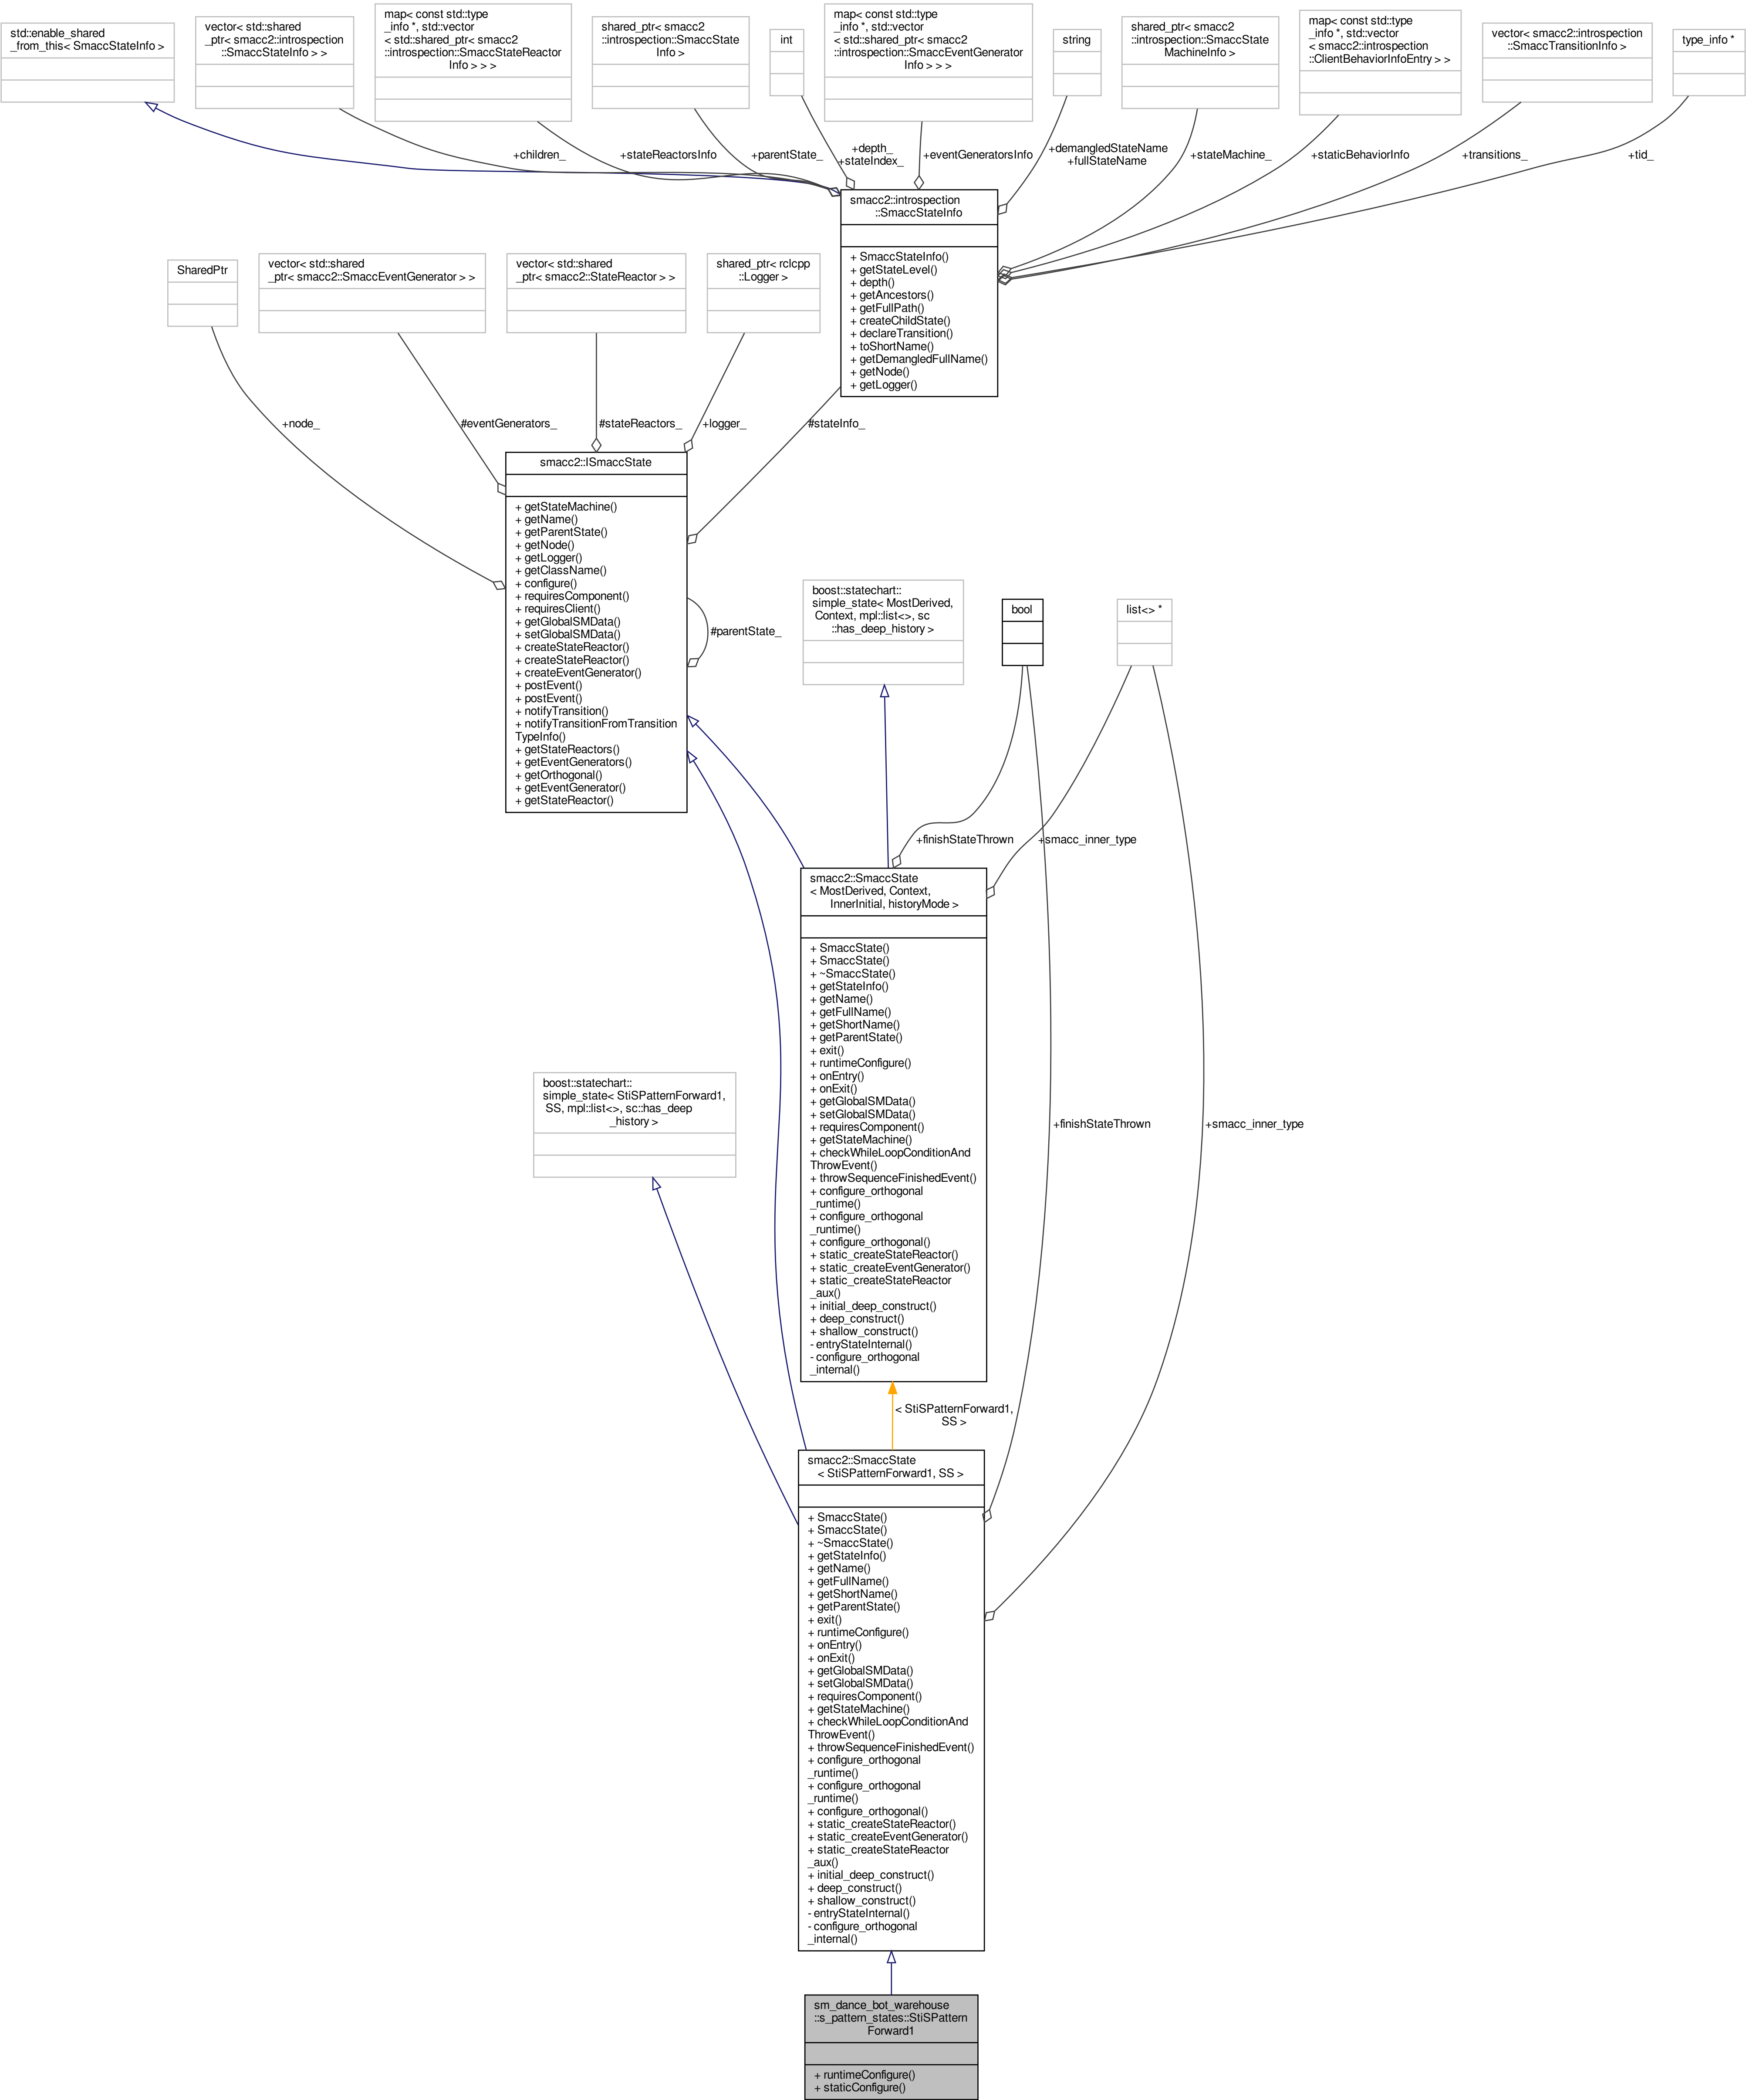 std::enable_shared
_from_this< SmaccStateInfo >
vector< std::shared
_ptr< smacc2::introspection
::SmaccStateInfo > >
map< const std::type
_info *, std::vector
< std::shared_ptr< smacc2
::introspection::SmaccStateReactor
Info > > >
shared_ptr< smacc2
::introspection::SmaccState
Info >
int
map< const std::type
_info *, std::vector
< std::shared_ptr< smacc2
::introspection::SmaccEventGenerator
Info > > >
string
shared_ptr< smacc2
::introspection::SmaccState
MachineInfo >
map< const std::type
_info *, std::vector
< smacc2::introspection
::ClientBehaviorInfoEntry > >
vector< smacc2::introspection
::SmaccTransitionInfo >
type_info *
+children_
+stateReactorsInfo
+parentState_
+depth_
+stateIndex_
+eventGeneratorsInfo
+demangledStateName
+fullStateName
+stateMachine_
+staticBehaviorInfo
+transitions_
+tid_
smacc2::introspection
::SmaccStateInfo
+ SmaccStateInfo()
+ getStateLevel()
+ depth()
+ getAncestors()
+ getFullPath()
+ createChildState()
+ declareTransition()
+ toShortName()
+ getDemangledFullName()
+ getNode()
+ getLogger()
SharedPtr
vector< std::shared
_ptr< smacc2::SmaccEventGenerator > >
vector< std::shared
_ptr< smacc2::StateReactor > >
shared_ptr< rclcpp
::Logger >
+node_
#eventGenerators_
#stateReactors_
+logger_
#stateInfo_
smacc2::ISmaccState
+ getStateMachine()
+ getName()
+ getParentState()
+ getNode()
+ getLogger()
+ getClassName()
+ configure()
+ requiresComponent()
+ requiresClient()
+ getGlobalSMData()
+ setGlobalSMData()
+ createStateReactor()
+ createStateReactor()
+ createEventGenerator()
+ postEvent()
+ postEvent()
+ notifyTransition()
+ notifyTransitionFromTransition
TypeInfo()
+ getStateReactors()
+ getEventGenerators()
+ getOrthogonal()
+ getEventGenerator()
+ getStateReactor()
#parentState_
boost::statechart::
simple_state< MostDerived,
Context, mpl::list<>, sc
::has_deep_history >
bool
list<> *
+finishStateThrown
+smacc_inner_type
smacc2::SmaccState
< MostDerived, Context,
InnerInitial, historyMode >
+ SmaccState()
+ SmaccState()
+ ~SmaccState()
+ getStateInfo()
+ getName()
+ getFullName()
+ getShortName()
+ getParentState()
+ exit()
+ runtimeConfigure()
+ onEntry()
+ onExit()
+ getGlobalSMData()
+ setGlobalSMData()
+ requiresComponent()
+ getStateMachine()
+ checkWhileLoopConditionAnd
ThrowEvent()
+ throwSequenceFinishedEvent()
+ configure_orthogonal
_runtime()
+ configure_orthogonal
_runtime()
+ configure_orthogonal()
+ static_createStateReactor()
+ static_createEventGenerator()
+ static_createStateReactor
_aux()
+ initial_deep_construct()
+ deep_construct()
+ shallow_construct()
- entryStateInternal()
- configure_orthogonal
_internal()
boost::statechart::
simple_state< StiSPatternForward1,
SS, mpl::list<>, sc::has_deep
_history >
+finishStateThrown
+smacc_inner_type
< StiSPatternForward1,
SS >
smacc2::SmaccState
< StiSPatternForward1, SS >
+ SmaccState()
+ SmaccState()
+ ~SmaccState()
+ getStateInfo()
+ getName()
+ getFullName()
+ getShortName()
+ getParentState()
+ exit()
+ runtimeConfigure()
+ onEntry()
+ onExit()
+ getGlobalSMData()
+ setGlobalSMData()
+ requiresComponent()
+ getStateMachine()
+ checkWhileLoopConditionAnd
ThrowEvent()
+ throwSequenceFinishedEvent()
+ configure_orthogonal
_runtime()
+ configure_orthogonal
_runtime()
+ configure_orthogonal()
+ static_createStateReactor()
+ static_createEventGenerator()
+ static_createStateReactor
_aux()
+ initial_deep_construct()
+ deep_construct()
+ shallow_construct()
- entryStateInternal()
- configure_orthogonal
_internal()
sm_dance_bot_warehouse
::s_pattern_states::StiSPattern
Forward1
+ runtimeConfigure()
+ staticConfigure()